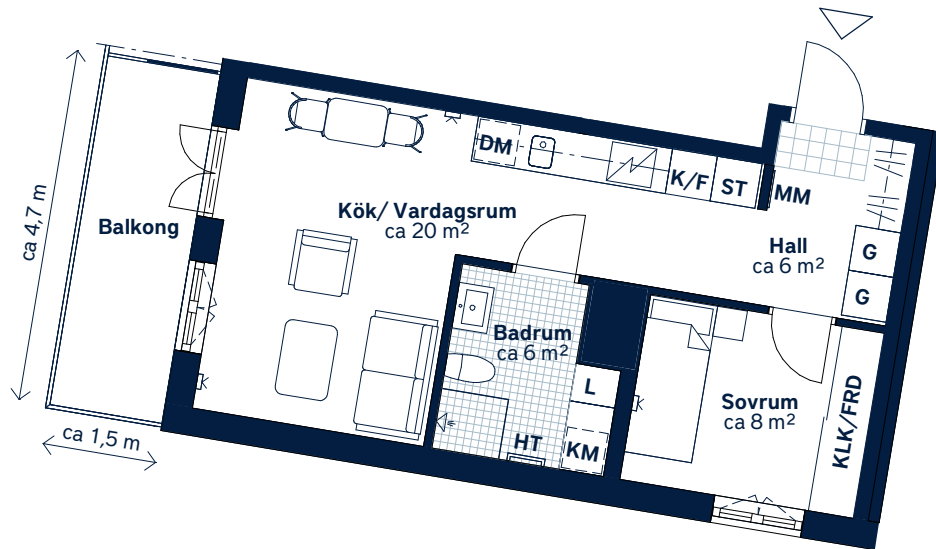 DM
K/F
ST
MM
ca 4,7 m
Balkong
Kök/ Vardagsrum
ca 20 m²
Hall
ca 6 m²
G
G
Badrum
ca 6 m²
L
Sovrum
ca 8 m²
KLK/FRD
ca 1,5 m
HT
KM